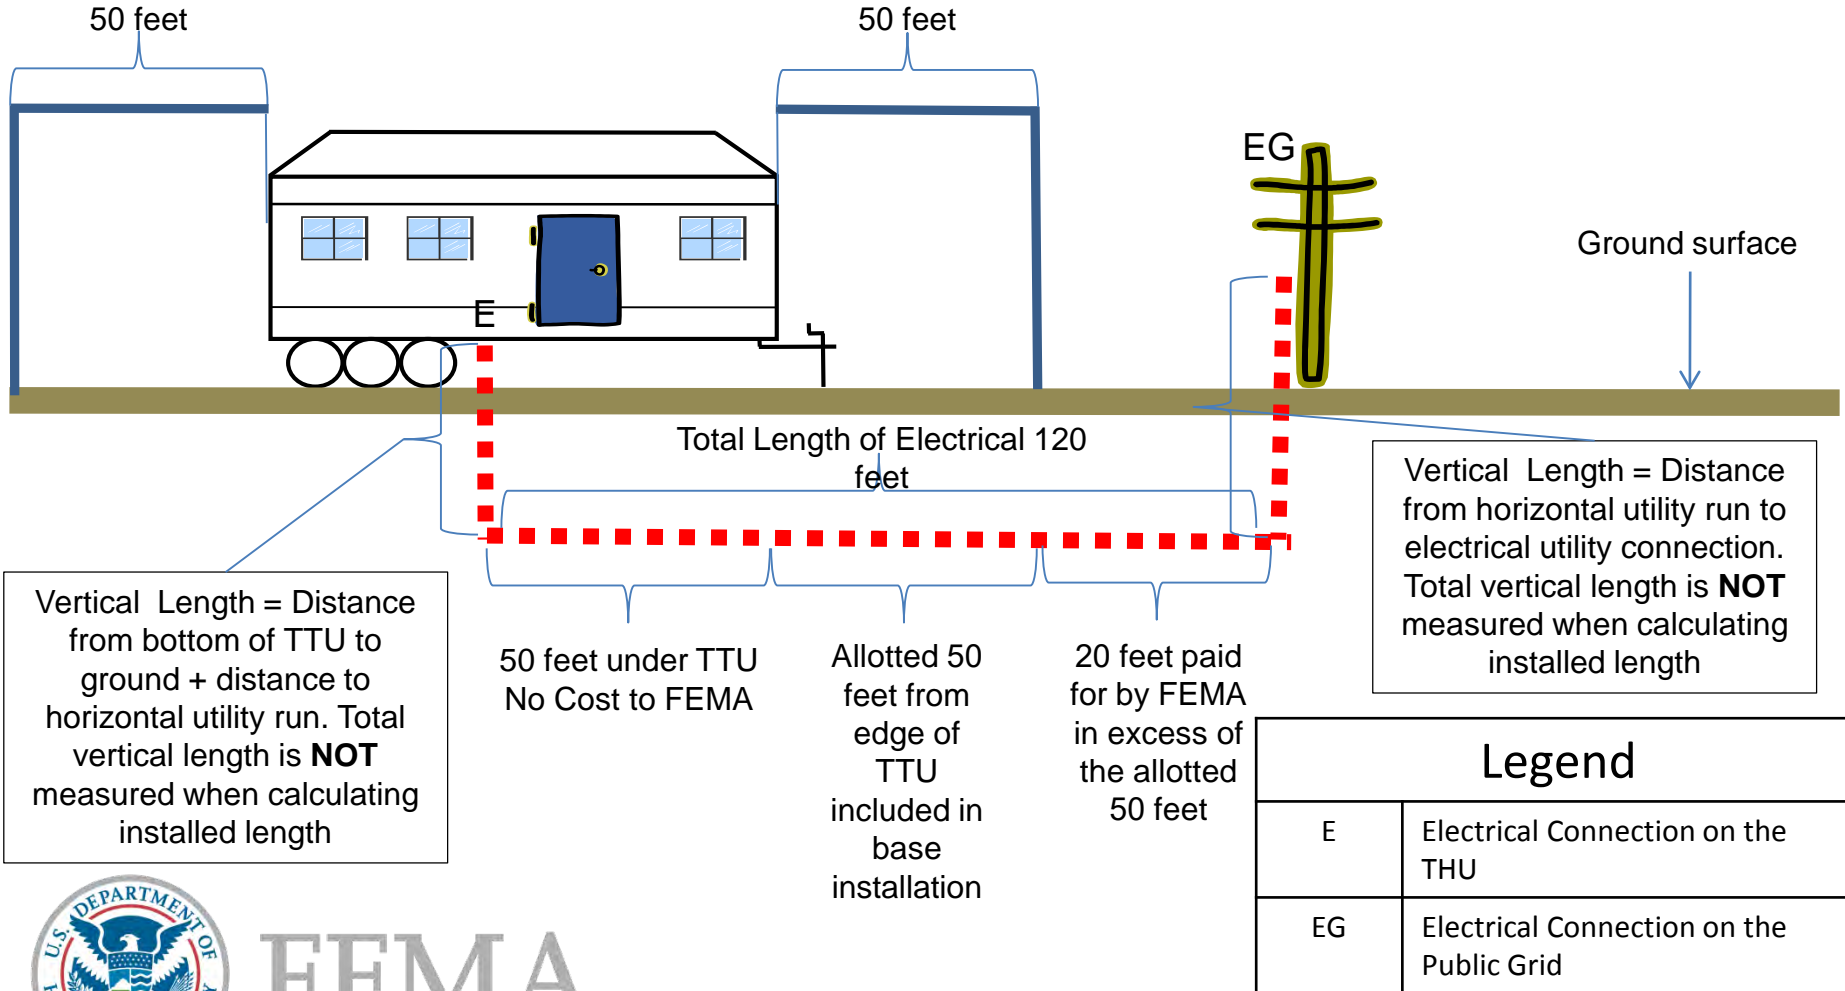 50 feet
50 feet
EG
Ground surface
E
Total Length of Electrical 120
feet
Vertical  Length = Distance
from horizontal utility run to
electrical utility connection.
Total vertical length is NOT
measured when calculating
installed length
Vertical  Length = Distance
from bottom of TTU to
ground + distance to
horizontal utility run. Total
vertical length is NOT
measured when calculating
installed length
50 feet under TTU
No Cost to FEMA
Allotted 50
feet from
edge of
TTU
included in
base
installation
20 feet paid
for by FEMA
in excess of
the allotted
50 feet
Legend
E
Electrical Connection on the
THU
EG
Electrical Connection on the
Public Grid
U.S. DEPARTMENT OF
FEMA